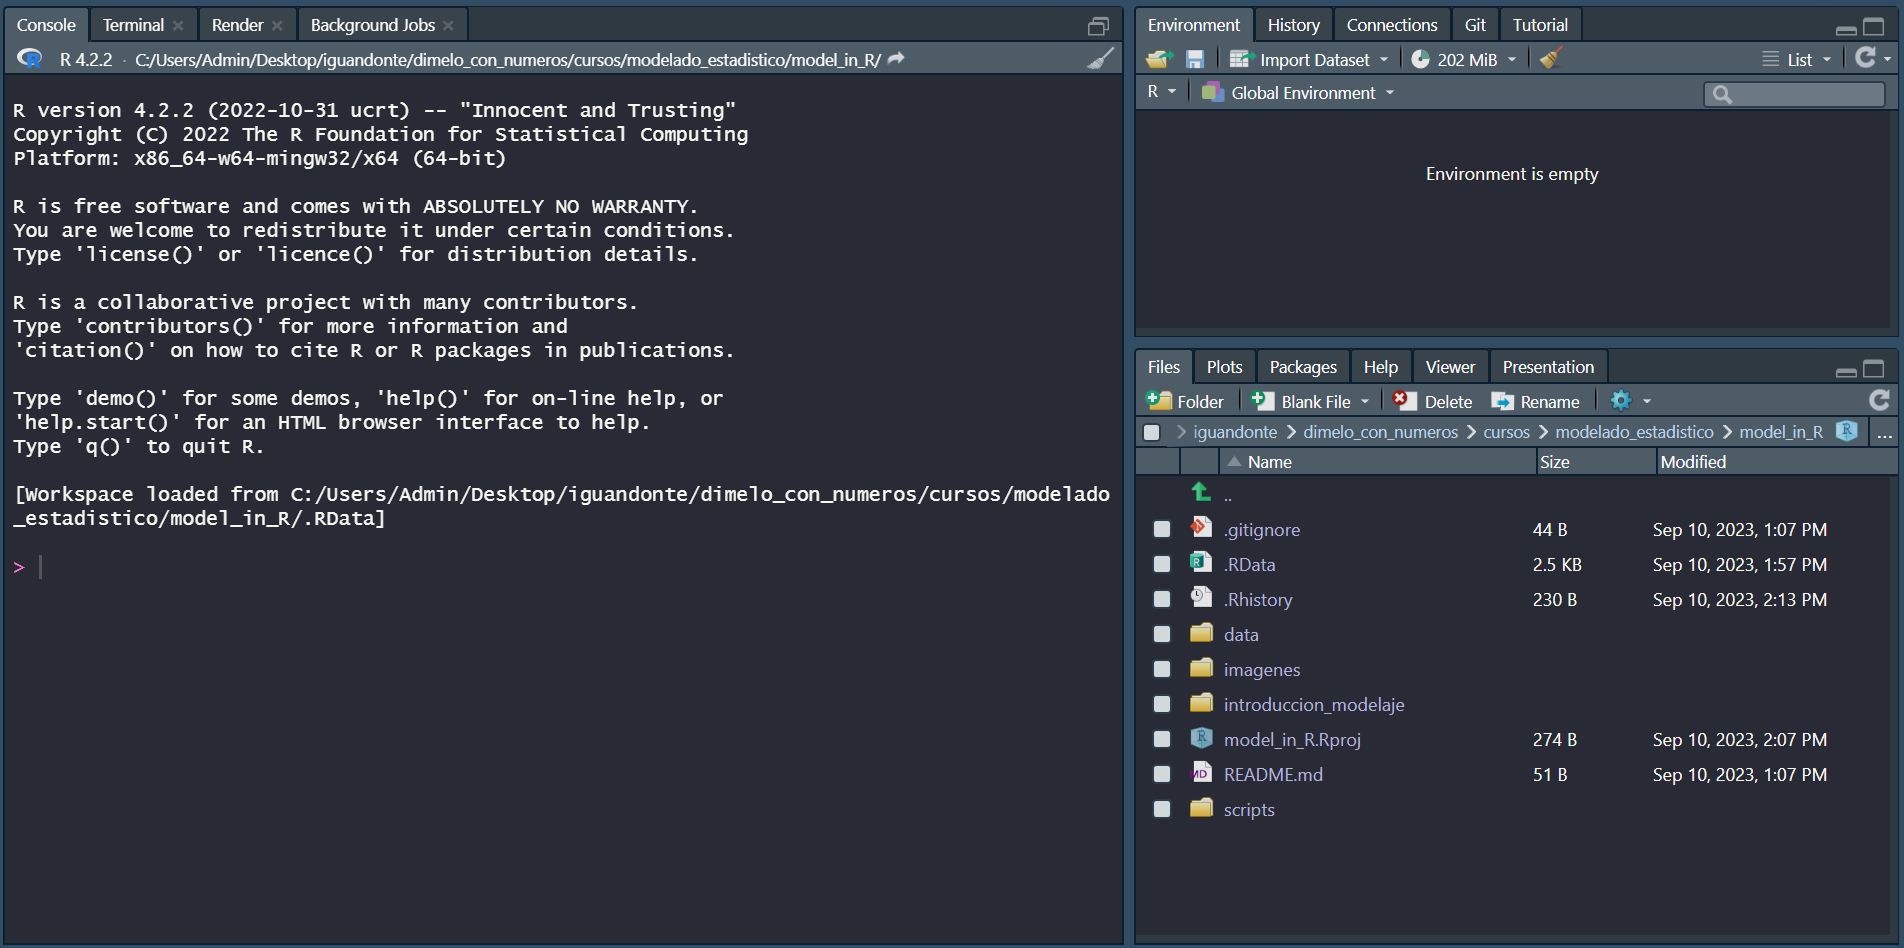 Console Terminal Render Background Jobs
R 4.2.2 · C:/Users/Admin/Desktop/iguandonte/dimelo_con_numeros/cursos/modelado_estadistico/model_in_R/
R version 4.2.2 (2022-10-31 ucrt) -- "Innocent and Trusting"
Copyright (C) 2022 The R Foundation for Statistical Computing
Platform: x86_64-w64-mingw32/x64 (64-bit)
R is free software and comes with ABSOLUTELY NO WARRANTY.
You are welcome to redistribute it under certain conditions.
Type 'license()' or 'licence()' for distribution details.
R is a collaborative project with many contributors.
Type 'contributors()' for more information and
'citation()' on how to cite R or R packages in publications.
Type 'demo()' for some demos, 'help()' for on-line help, or
'help.start()' for an HTML browser interface to help.
Type 'q()' to quit R.
[Workspace loaded from C:/Users/Admin/Desktop/iguandonte/dimelo_con_numeros/cursos/modelado
_estadistico/model_in_R/.RData]
>
Environment History Connections Git Tutorial
Import Dataset 202 MiB List
R Global Environment
Environment is empty
Files Plots Packages Help Viewer Presentation
Folder Blank File Delete Rename
iguandonte dimelo_con_numeros cursos modelado_estadistico model_in_R ...
Name Size Modified
..
.gitignore 44 B Sep 10, 2023, 1:07 PM
.RData 2.5 KB Sep 10, 2023, 1:57 PM
.Rhistory 230 B Sep 10, 2023, 2:13 PM
data
imagenes
introduccion_modelaje
model_in_R.Rproj 274 B Sep 10, 2023, 2:07 PM
README.md 51 B Sep 10, 2023, 1:07 PM
scripts